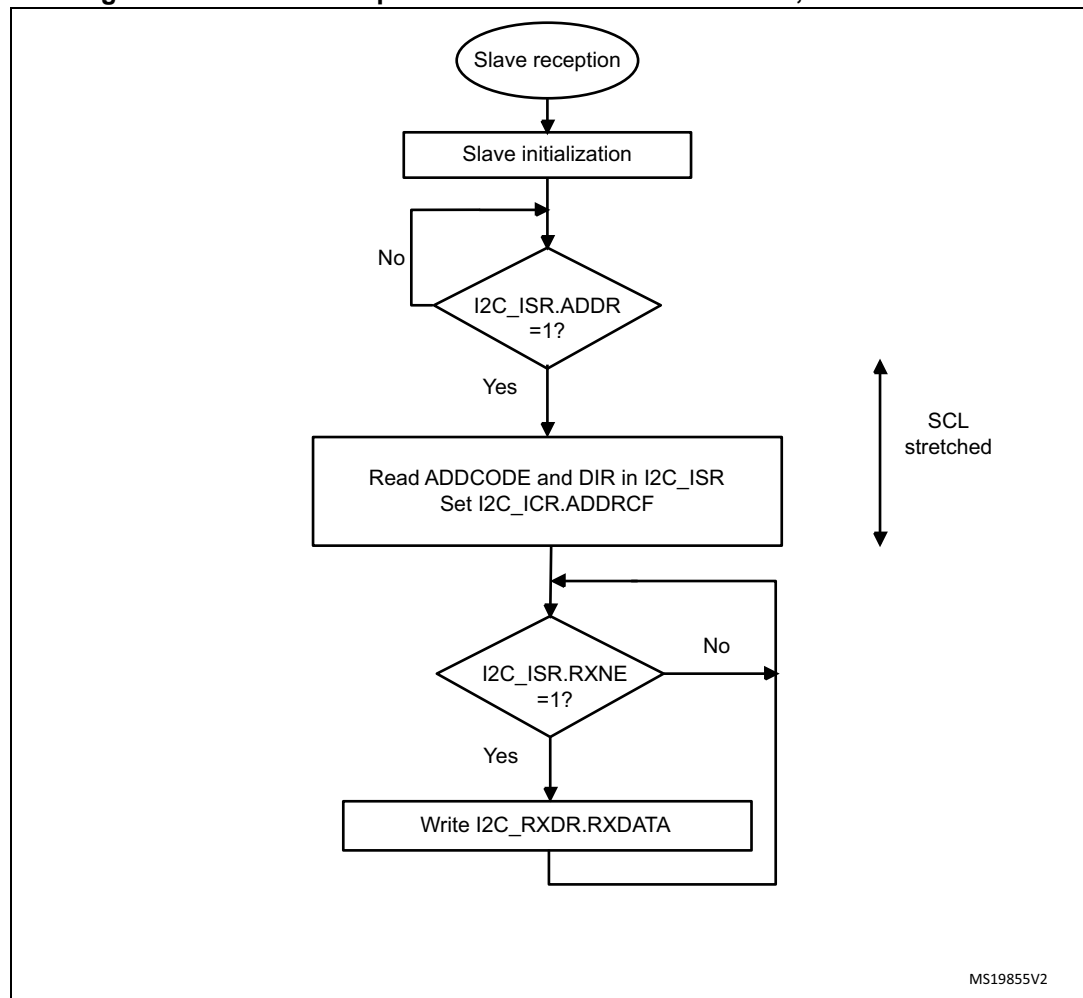 Slave reception
Slave initialization
No
I2C_ISR.ADDR
=1?
Yes
SCL
stretched
Read ADDCODE and DIR in I2C_ISR
Set I2C_ICR.ADDRCF
No
I2C_ISR.RXNE
=1?
Yes
Write I2C_RXDR.RXDATA
MS19855V2